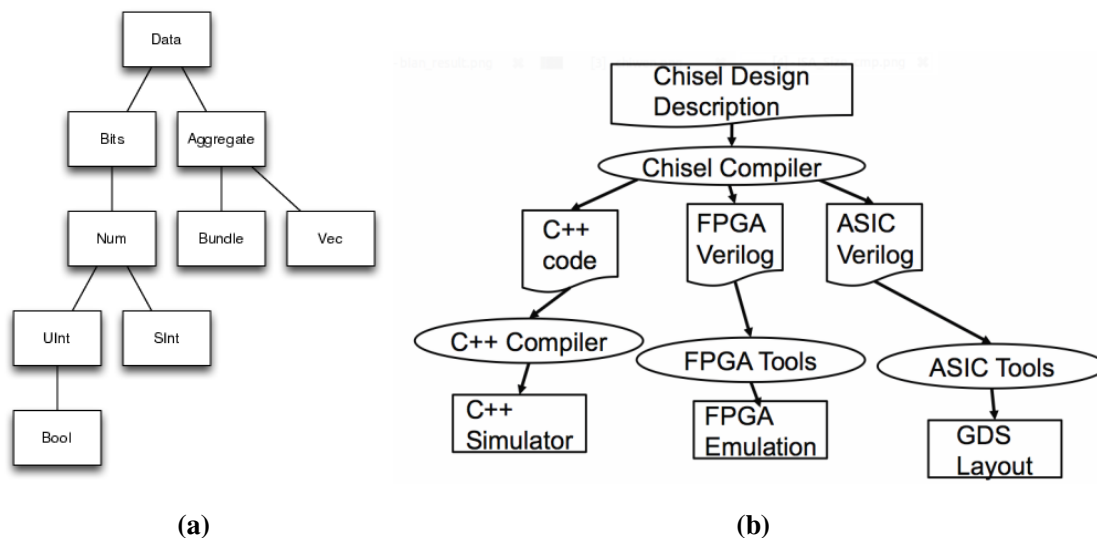 Data
Bits
Aggregate
Num
Bundle
Vec
UInt
SInt
Bool
(a)
Chisel Design
Description
Chisel Compiler
C++
code
FPGA
Verilog
ASIC
Verilog
C++ Compiler
FPGA Tools
ASIC Tools
C++
Simulator
FPGA
Emulation
GDS
Layout
(b)